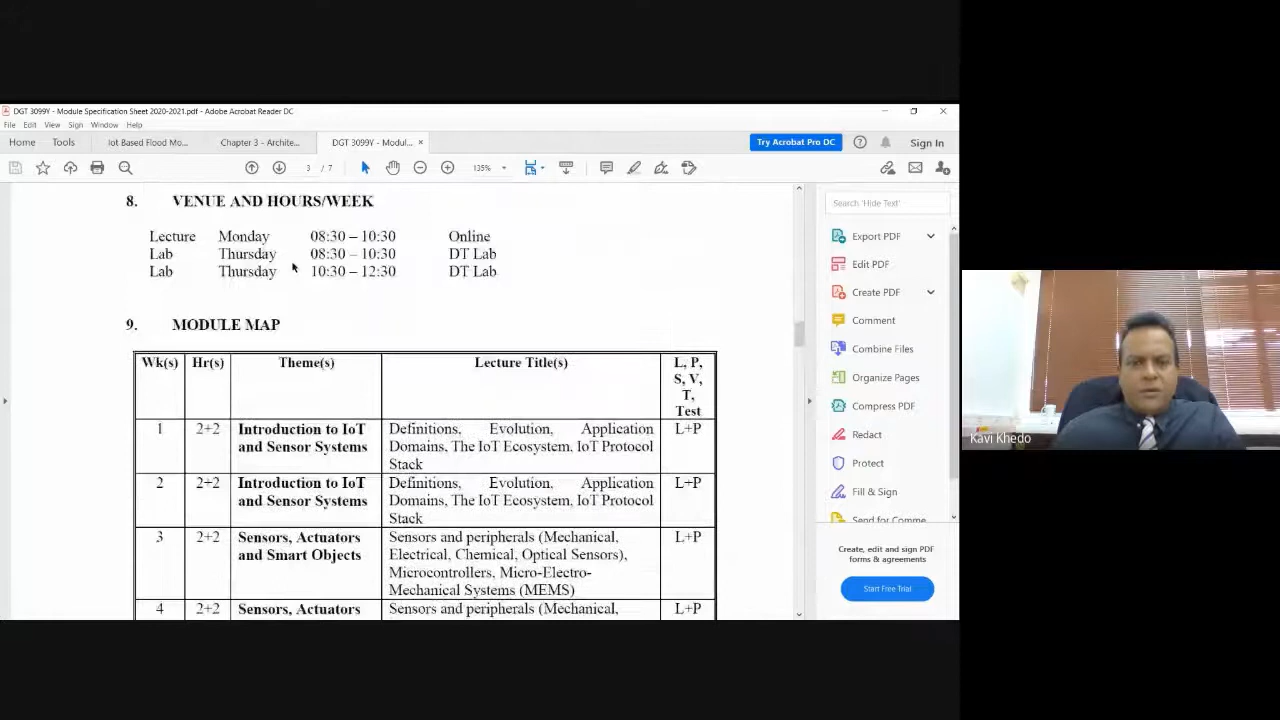 DGT 3099Y - Module Specification Sheet 2020-2021.pdf - Adobe Acrobat Reader DC
File Edit View Sign Window Help
Home Tools Iot Based Flood Mo... Chapter 3 - Archite... DGT 3099Y - Modul... × Try Acrobat Pro DC Sign In
3 / 7 135%
8. VENUE AND HOURS/WEEK
Lecture Monday 08:30 – 10:30 Online
Lab Thursday 08:30 – 10:30 DT Lab
Lab Thursday 10:30 – 12:30 DT Lab
9. MODULE MAP
Wk(s) Hr(s) Theme(s) Lecture Title(s) L, P,
S, V,
T,
Test
1 2+2 Introduction to IoT Definitions, Evolution, Application L+P
and Sensor Systems Domains, The IoT Ecosystem, IoT Protocol
Stack
2 2+2 Introduction to IoT Definitions, Evolution, Application L+P
and Sensor Systems Domains, The IoT Ecosystem, IoT Protocol
Stack
3 2+2 Sensors, Actuators Sensors and peripherals (Mechanical, L+P
and Smart Objects Electrical, Chemical, Optical Sensors),
Microcontrollers, Micro-Electro-
Mechanical Systems (MEMS)
4 2+2 Sensors, Actuators Sensors and peripherals (Mechanical, L+P
Search 'Hide Text'
Export PDF
Edit PDF
Create PDF
Comment
Combine Files
Organize Pages
Compress PDF
Redact
Protect
Fill & Sign
Send for Comme
Create, edit and sign PDF
forms & agreements
Start Free Trial
Kavi Khedo